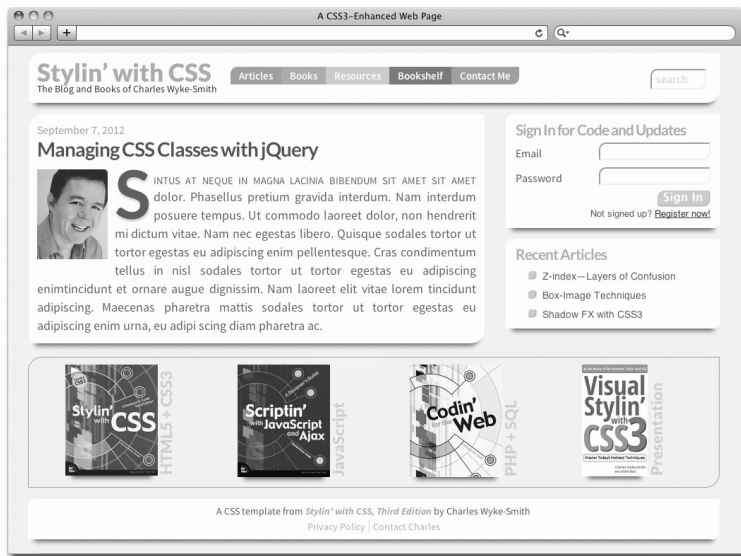 A CSS3–Enhanced Web Page
Stylin' with CSS
The Blog and Books of Charles Wyke-Smith
Articles Books Resources Bookshelf Contact Me
search
September 7, 2012
Managing CSS Classes with jQuery
SINTUS AT NEQUE IN MAGNA LACINIA BIBENDUM SIT AMET SIT AMET
dolor. Phasellus pretium gravida interdum. Nam interdum
posuere tempus. Ut commodo laoreet dolor, non hendrerit
mi dictum vitae. Nam nec egestas libero. Quisque sodales tortor ut
tortor egestas eu adipiscing enim pellentesque. Cras condimentum
tellus in nisl sodales tortor ut tortor egestas eu adipiscing
enimtincidunt et ornare augue dignissim. Nam laoreet elit vitae lorem tincidunt
adipiscing. Maecenas pharetra mattis sodales tortor ut tortor egestas eu
adipiscing enim urna, eu adipi scing diam pharetra ac.
Sign In for Code and Updates
Email
Password
Sign In
Not signed up? Register now!
Recent Articles
Z-index—Layers of Confusion
Box-Image Techniques
Shadow FX with CSS3
Stylin'
with CSS
HTML5 + CSS3
A Designer's Guide
Scriptin'
with JavaScript
and Ajax
JavaScript
Codin'
for the Web
PHP + SQL
Visual
Stylin'
with
CSS3
Master Today's Hottest Techniques
Presentation
A CSS template from Stylin' with CSS, Third Edition by Charles Wyke-Smith
Privacy Policy | Contact Charles